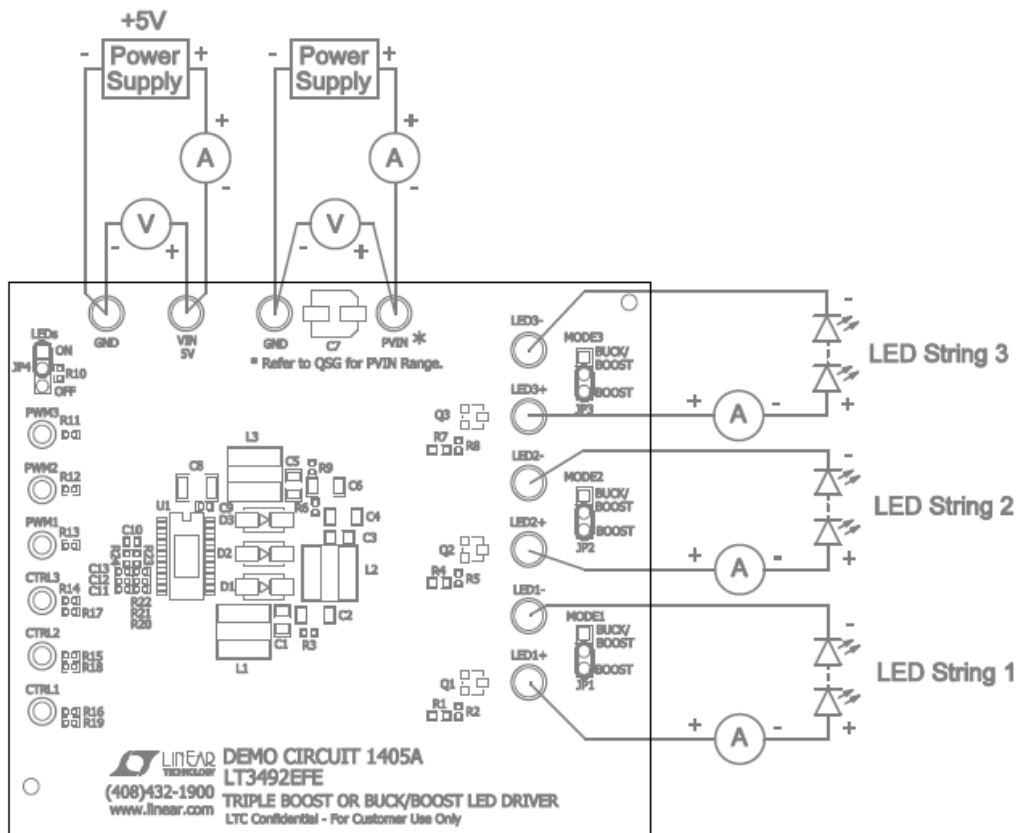 +5V
- Power Supply +
- Power Supply +
+
A
-
+
A
-
V
- +
V
- +
GND
VIN
5V
GND
C7
PVIN *
* Refer to QSG for PVIN Range.
LEDs
ON
JP4
R10
OFF
PWM3
R11
PWM2
R12
PWM1
R13
CTRL3
R14
R17
CTRL2
R15
R18
CTRL1
R16
R19
C10
R24
R23
C13
C12
C11
R22
R21
R20
U1
C8
C9
L3
C5
R9
R6
C6
D3
C4
C3
D2
L2
D1
C2
C1
R3
L1
LED3-
MODE3
BUCK/
BOOST
BOOST
JP3
LED3+
Q3
R7
R8
LED2-
MODE2
BUCK/
BOOST
BOOST
JP2
LED2+
Q2
R4
R5
LED1-
MODE1
BUCK/
BOOST
BOOST
JP1
LED1+
Q1
R1
R2
-
LED String 3
+ A - +
-
LED String 2
+ A - +
-
LED String 1
+ A - +
LINEAR
TECHNOLOGY
(408)432-1900
www.linear.com
DEMO CIRCUIT 1405A
LT3492EFE
TRIPLE BOOST OR BUCK/BOOST LED DRIVER
LTC Confidential - For Customer Use Only